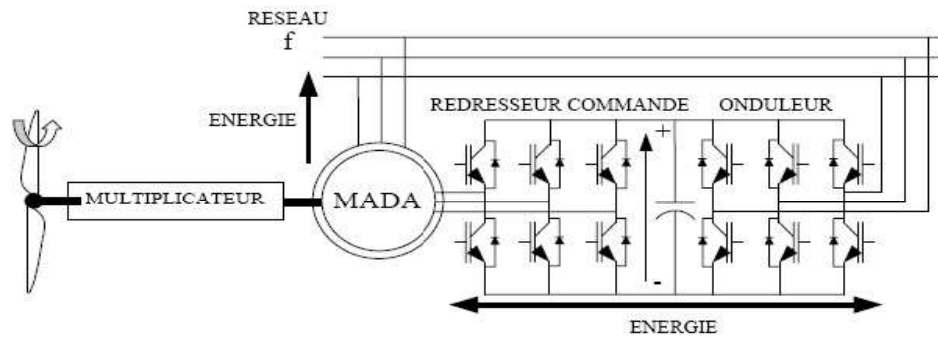 RESEAU
f
ENERGIE
REDRESSEUR COMMANDE
ONDULEUR
+
MULTIPLICATEUR
MADA
-
ENERGIE